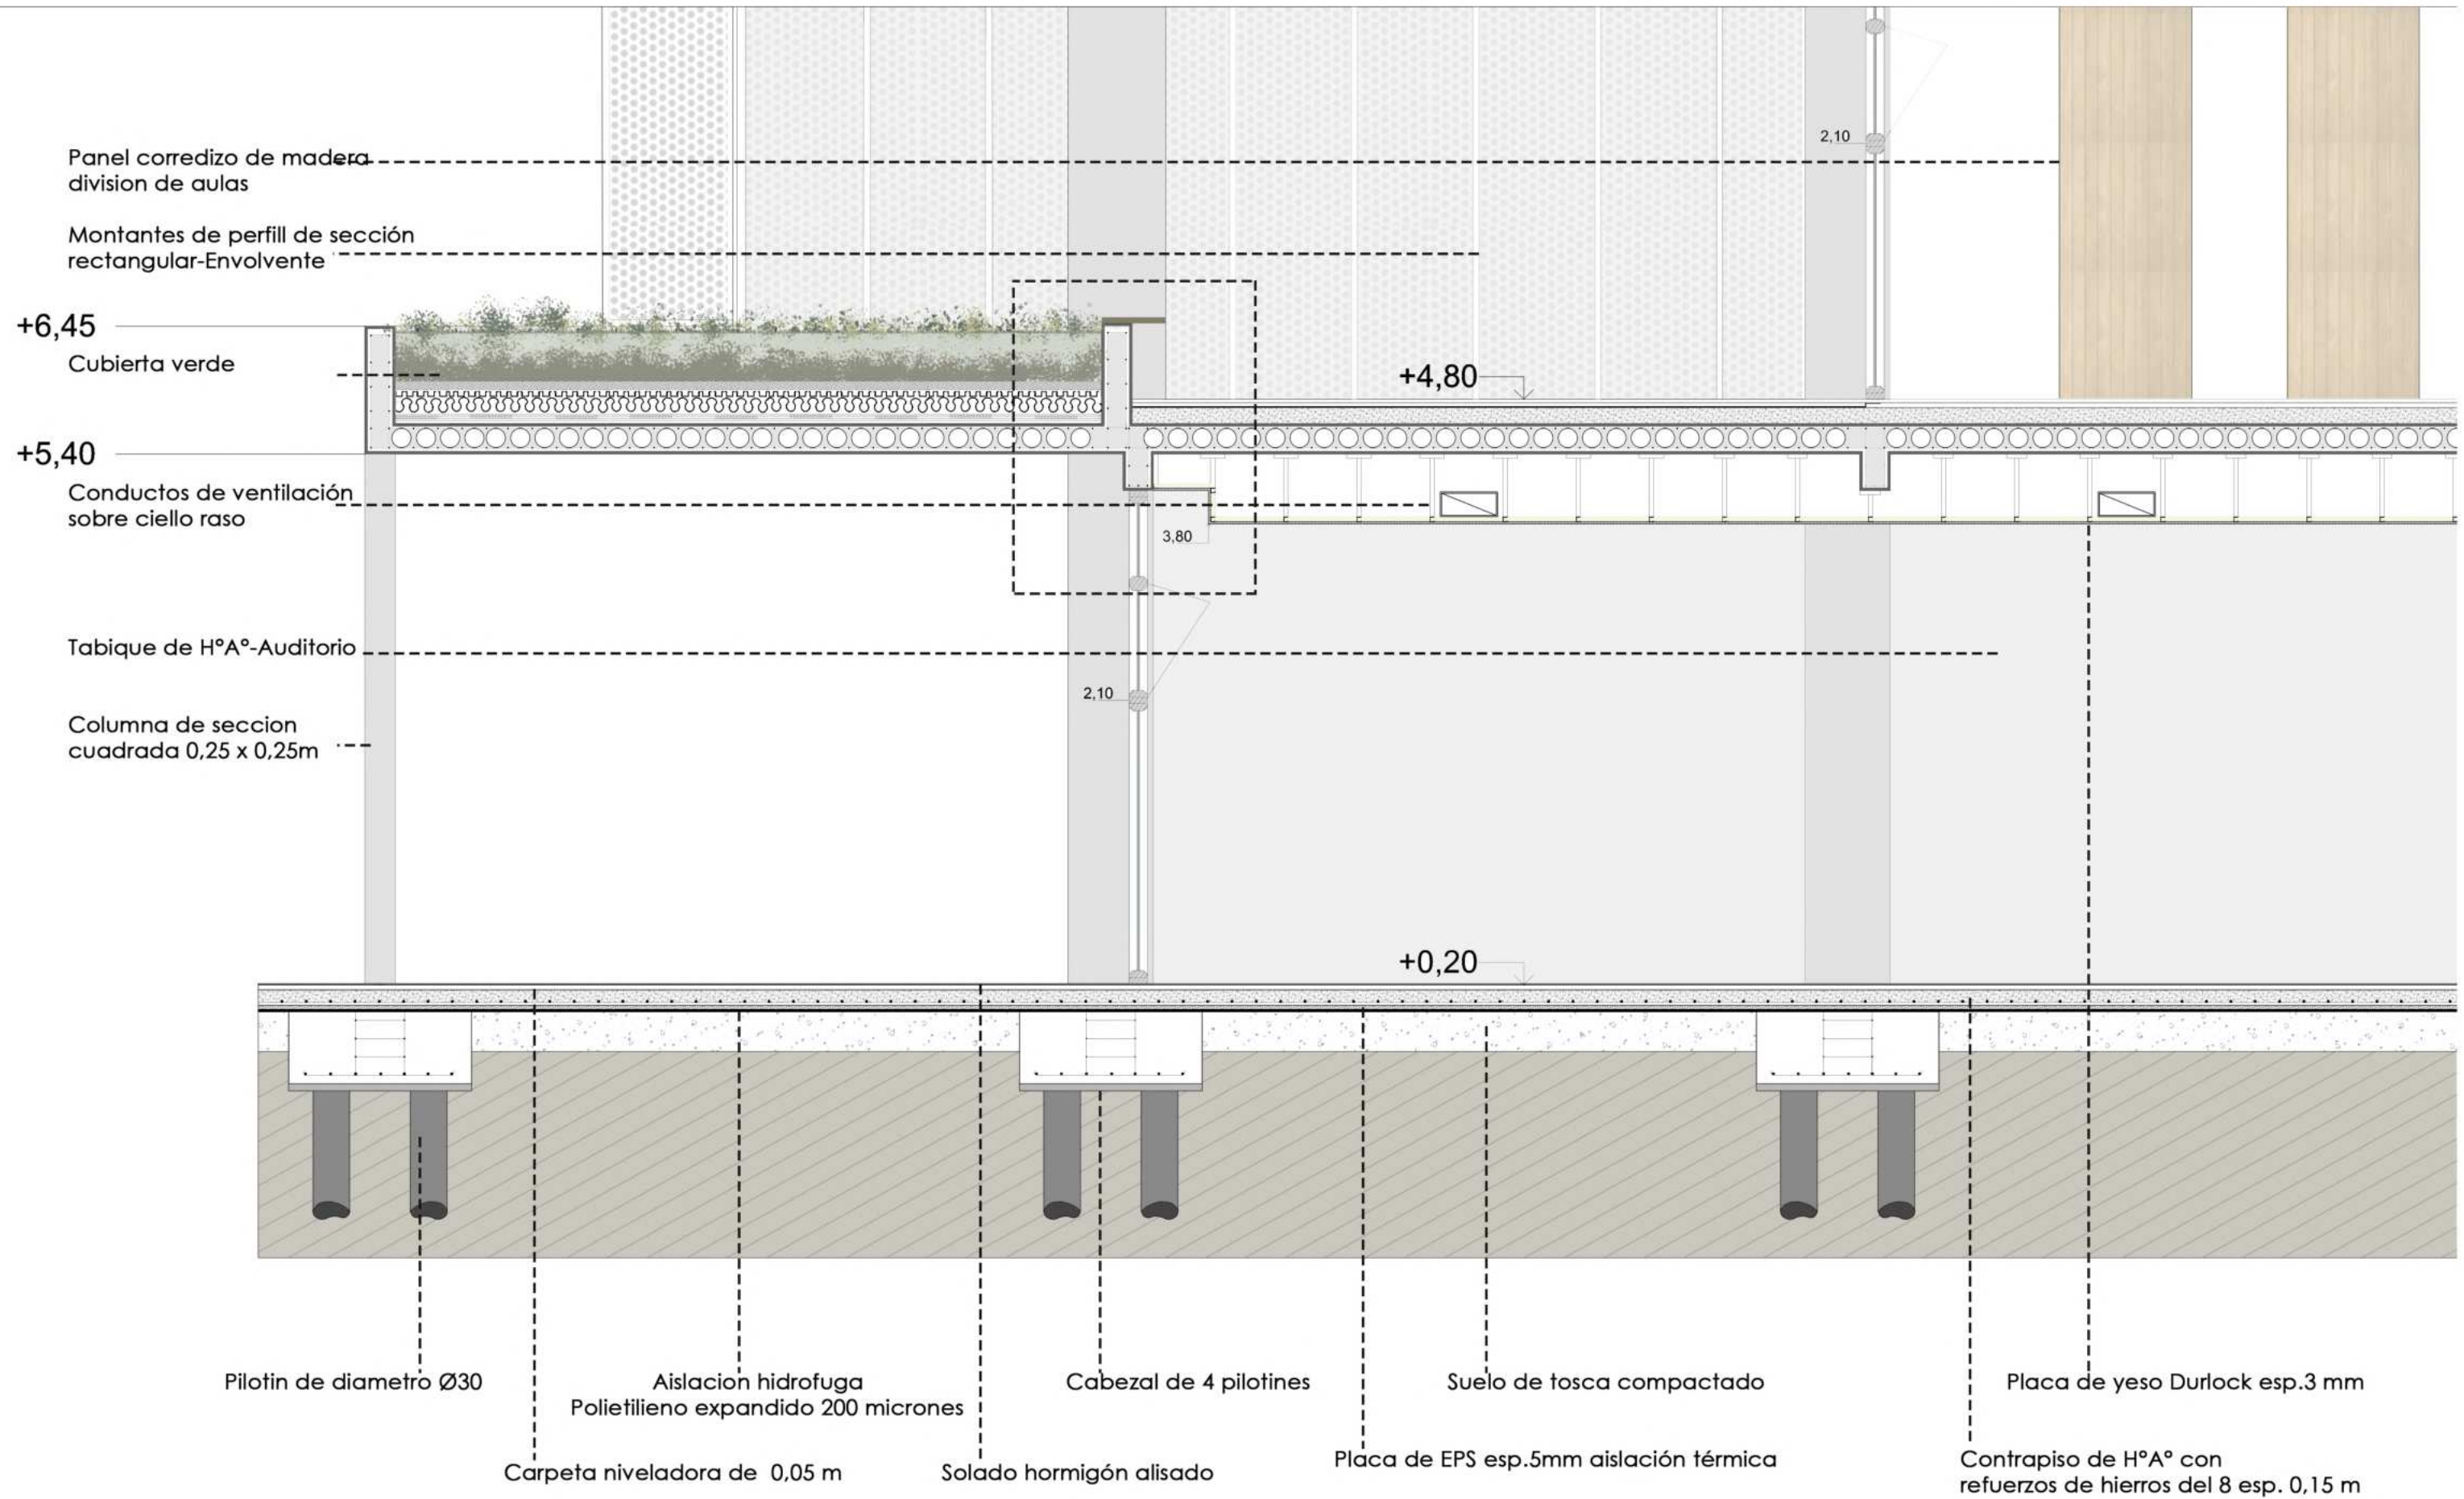 2,10
Panel corredizo de madera
division de aulas
Montantes de perfill de sección
rectangular-Envolvente
+6,45
Cubierta verde
+4,80
+5,40
Conductos de ventilación
sobre ciello raso
3,80
Tabique de H°A°-Auditorio
2,10
Columna de seccion
cuadrada 0,25 x 0,25m
+0,20
Pilotin de diametro Ø30
Aislacion hidrofuga
Polietilieno expandido 200 micrones
Cabezal de 4 pilotines
Suelo de tosca compactado
Placa de yeso Durlock esp.3 mm
Carpeta niveladora de 0,05 m
Solado hormigón alisado
Placa de EPS esp.5mm aislación térmica
Contrapiso de H°A° con
refuerzos de hierros del 8 esp. 0,15 m